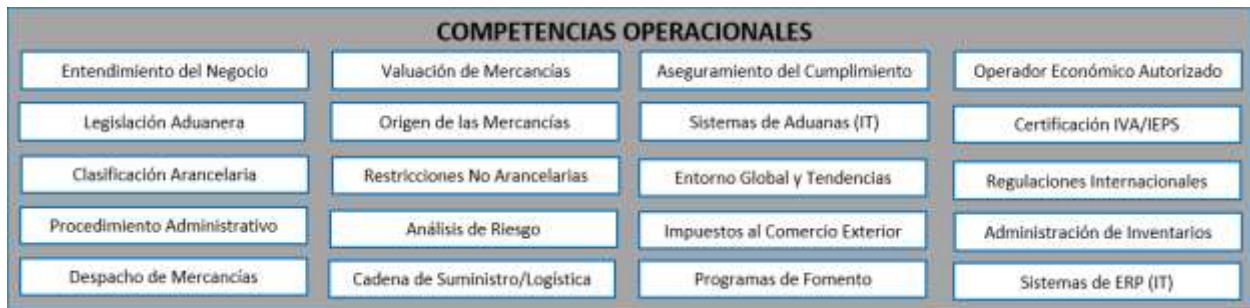 COMPETENCIAS OPERACIONALES
Entendimiento del Negocio
Valuación de Mercancías
Aseguramiento del Cumplimiento
Operador Económico Autorizado
Legislación Aduanera
Origen de las Mercancías
Sistemas de Aduanas (IT)
Certificación IVA/IEPS
Clasificación Arancelaria
Restricciones No Arancelarias
Entorno Global y Tendencias
Regulaciones Internacionales
Procedimiento Administrativo
Análisis de Riesgo
Impuestos al Comercio Exterior
Administración de Inventarios
Despacho de Mercancías
Cadena de Suministro/Logística
Programas de Fomento
Sistemas de ERP (IT)